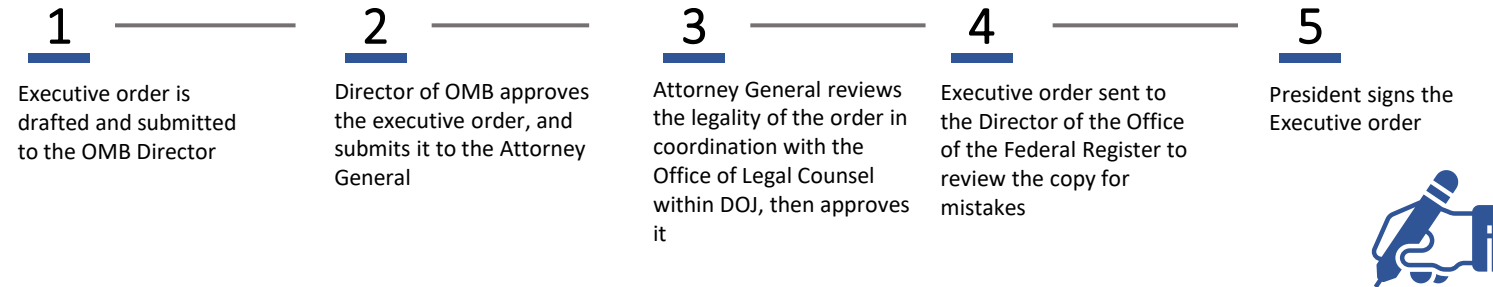 1
Executive order is
drafted and submitted
to the OMB Director
2
Director of OMB approves
the executive order, and
submits it to the Attorney
General
3
Attorney General reviews
the legality of the order in
coordination with the
Office of Legal Counsel
within DOJ, then approves
it
4
Executive order sent to
the Director of the Office
of the Federal Register to
review the copy for
mistakes
5
President signs the
Executive order